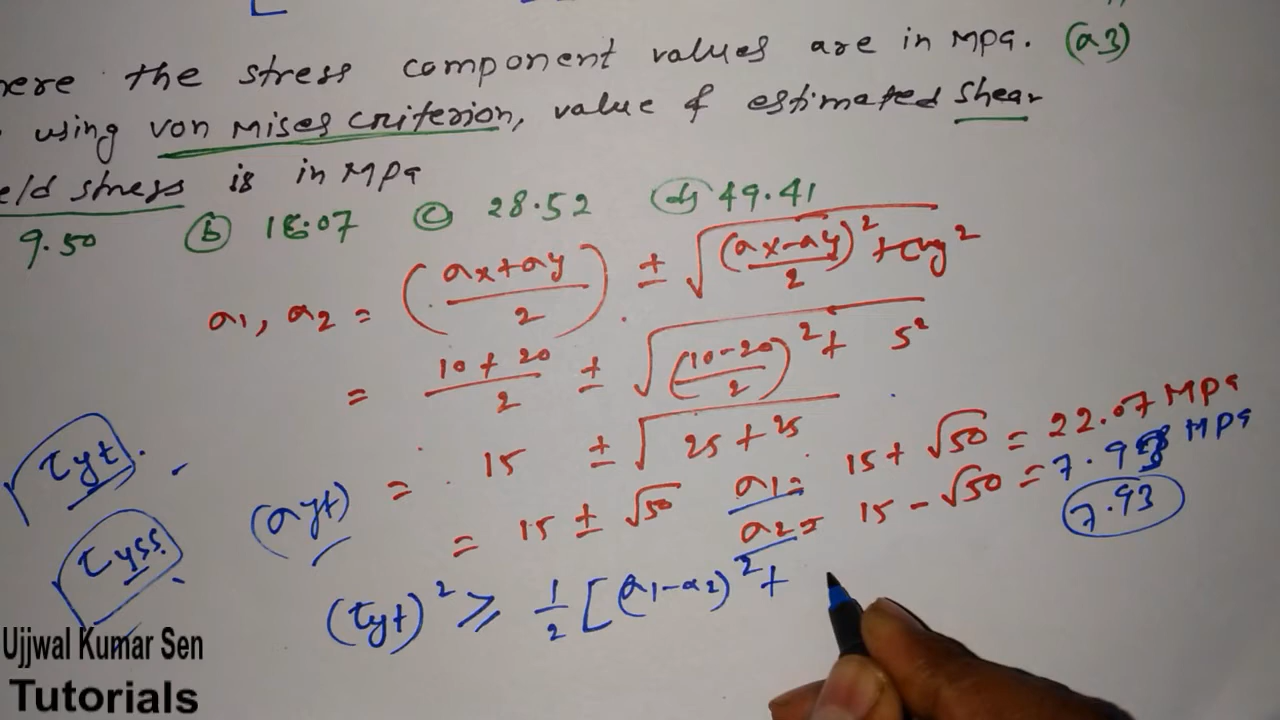 here the stress component values are in MPa. (σ3)
using von mises criterion, value of estimated shear
eld stress is in MPa
9.50 (b) 18.07 (c) 28.52 (d) 49.41
σ1, σ2 = ((σx+σy)/2) ± √(((σx-σy)/2)² + τxy²)
= (10+20)/2 ± √(((10-20)/2)² + 5²)
= 15 ± √(25+25)
= 15 ± √50
σ1= 15+√50 = 22.07 MPa
σ2= 15-√50 = 7.93 MPa
7.93
τyt.
(σyt)
τyss.
(τyt)² ≥ 1/2 [(σ1-σ2)² +
Ujjwal Kumar Sen
Tutorials